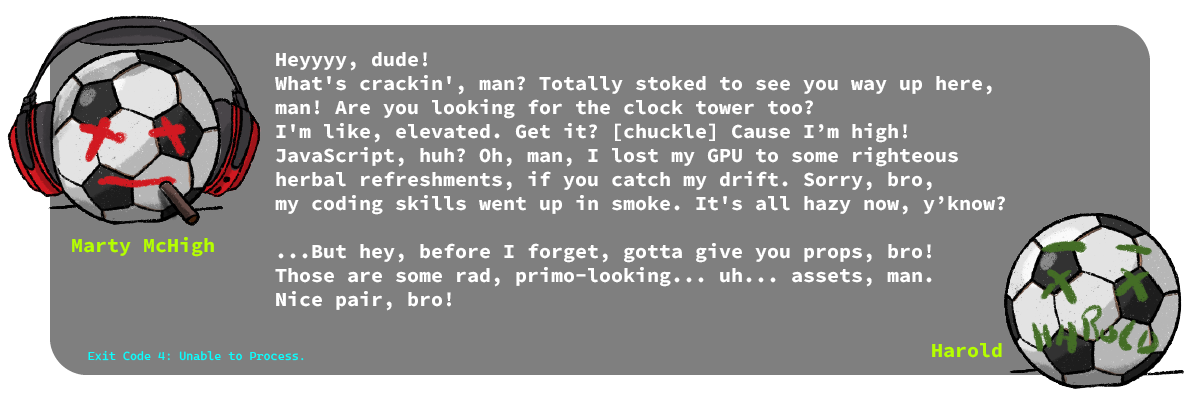 Heyyyy, dude!
What's crackin', man? Totally stoked to see you way up here,
man! Are you looking for the clock tower too?
I'm like, elevated. Get it? [chuckle] Cause I’m high!
JavaScript, huh? Oh, man, I lost my GPU to some righteous
herbal refreshments, if you catch my drift. Sorry, bro,
my coding skills went up in smoke. It's all hazy now, y’know?
Marty McHigh
...But hey, before I forget, gotta give you props, bro!
Those are some rad, primo-looking... uh... assets, man.
Nice pair, bro!
HAROLD
Harold
Exit Code 4: Unable to Process.